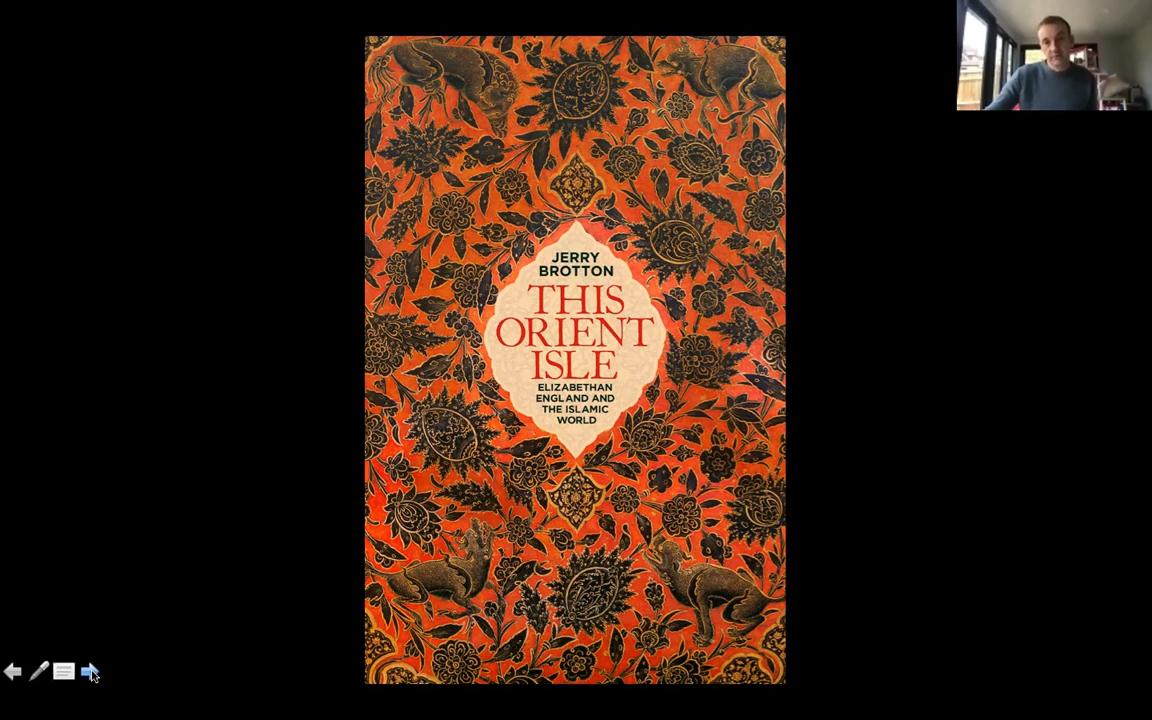 JERRY
BROTTON
THIS
ORIENT
ISLE
ELIZABETHAN
ENGLAND AND
THE ISLAMIC
WORLD